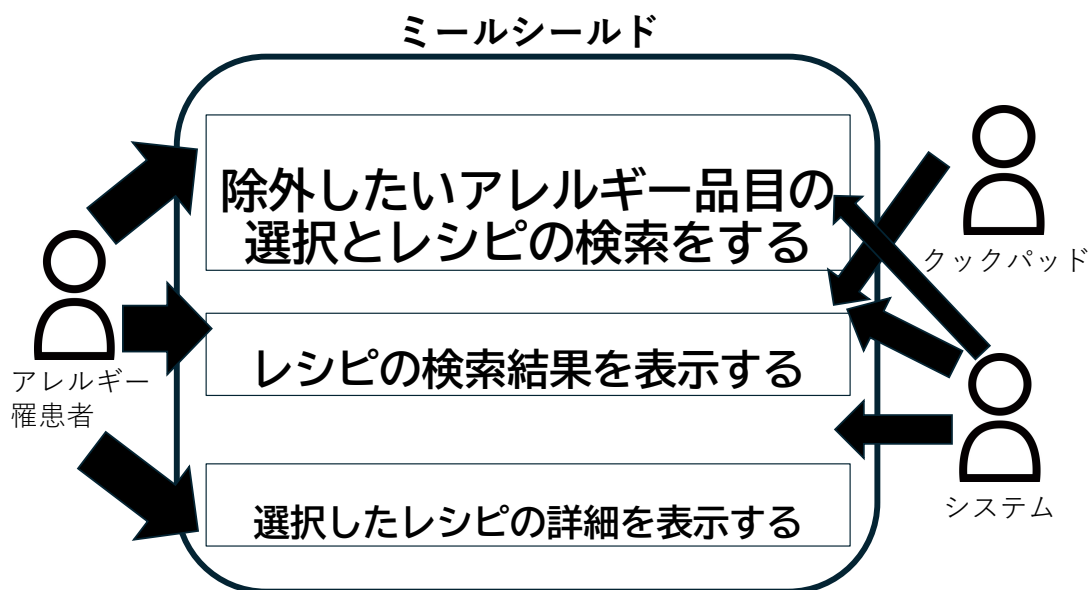 ミールシールド
除外したいアレルギー品目の
選択とレシピの検索をする
クックパッド
レシピの検索結果を表示する
アレルギー
罹患者
システム
選択したレシピの詳細を表示する